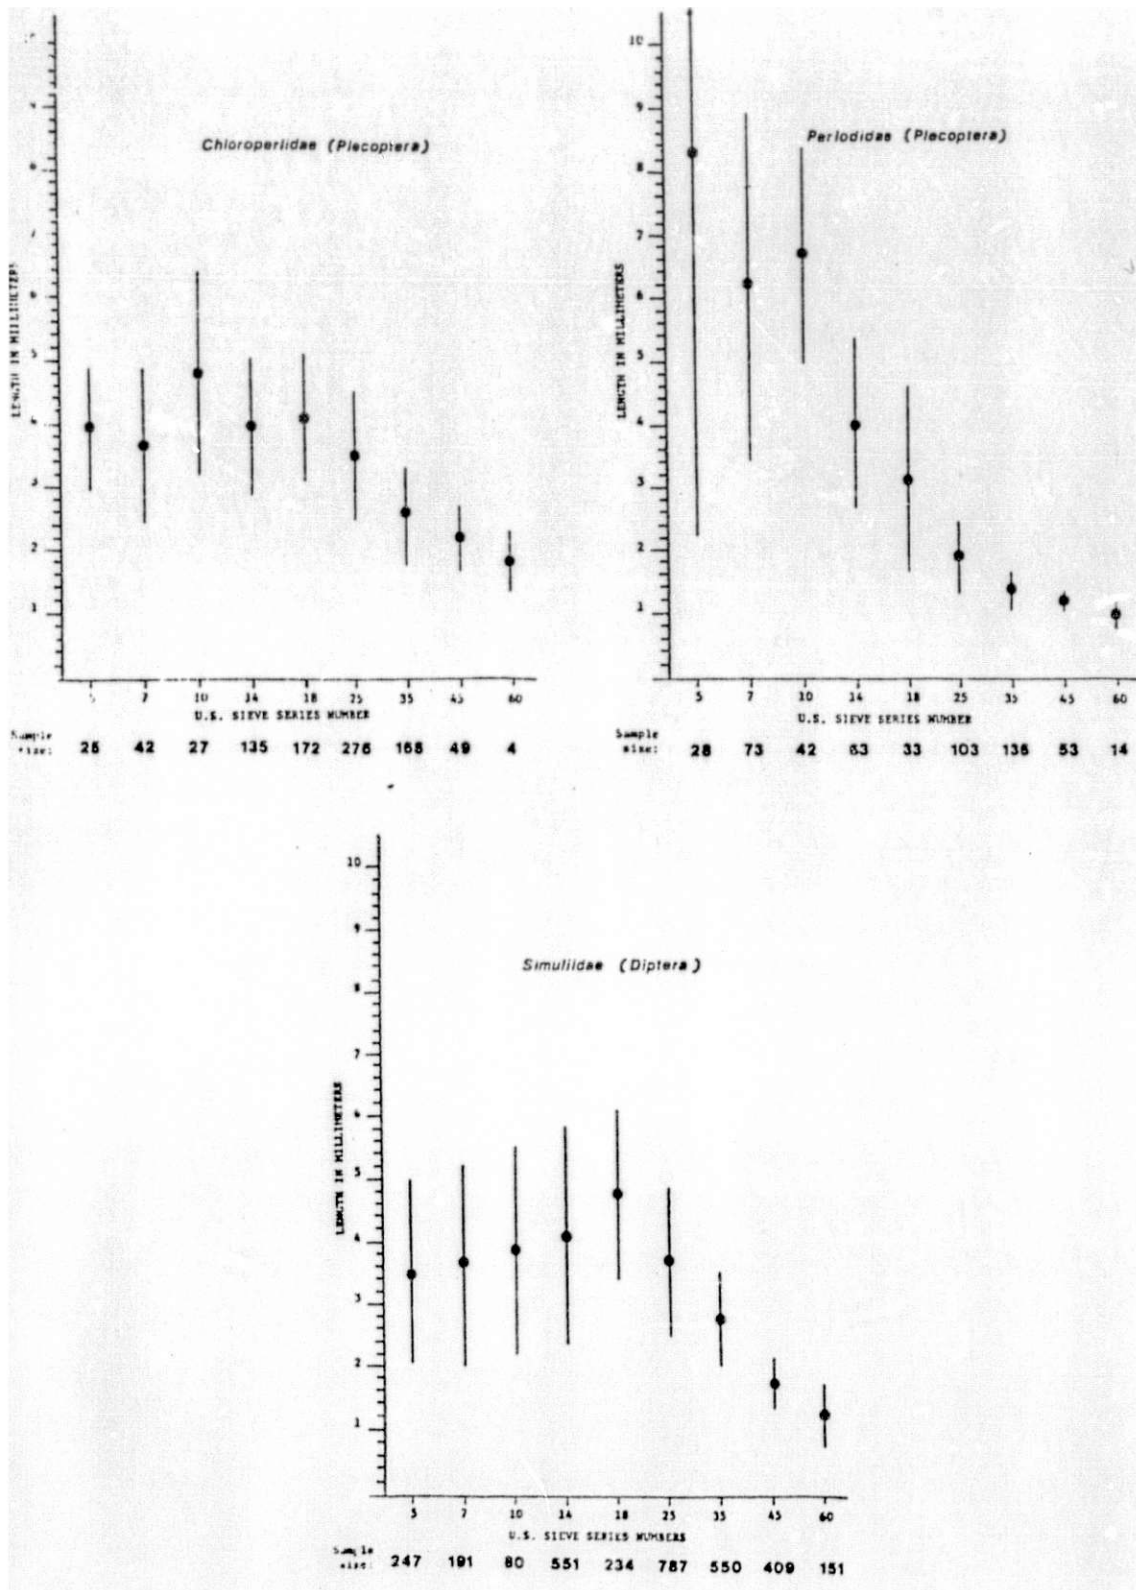 Chloroperlidae (Plecoptera)
LENGTH IN MILLIMETERS
6
5
4
3
2
1
7 10 14 18 25 35 45 60
U.S. SIEVE SERIES NUMBER
Sample
size: 42 27 135 172 276 168 49 4
Periodidae (Plecoptera)
LENGTH IN MILLIMETERS
10
9
8
7
6
5
4
3
2
1
5 7 10 14 18 25 35 45 60
U.S. SIEVE SERIES NUMBER
Sample
size: 28 73 42 33 103 53 14
Simuliidae (Diptera)
LENGTH IN MILLIMETERS
10
9
8
7
6
5
4
3
2
1
5 7 10 14 18 25 35 45 60
U.S. SIEVE SERIES NUMBERS
Sample
size: 247 191 80 551 234 787 550 409 151